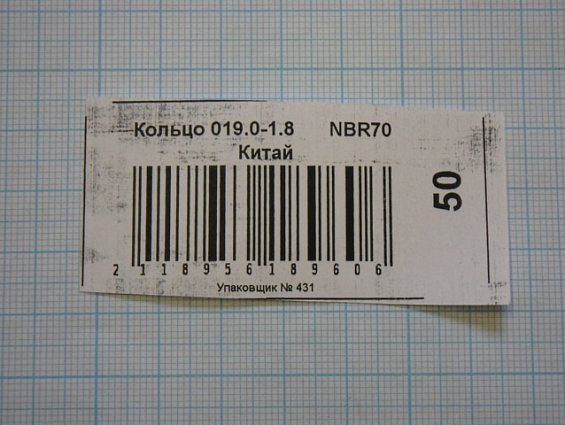 Кольцо 019.0-1.8 NBR70
Китай
50
2118956189606
Упаковщик № 431